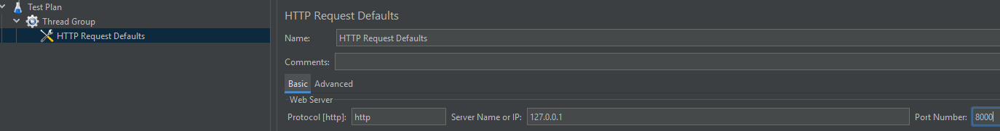 Test Plan
Thread Group
HTTP Request Defaults
HTTP Request Defaults
Name: HTTP Request Defaults
Comments:
Basic Advanced
Web Server
Protocol [http]: http Server Name or IP: 127.0.0.1 Port Number: 8000